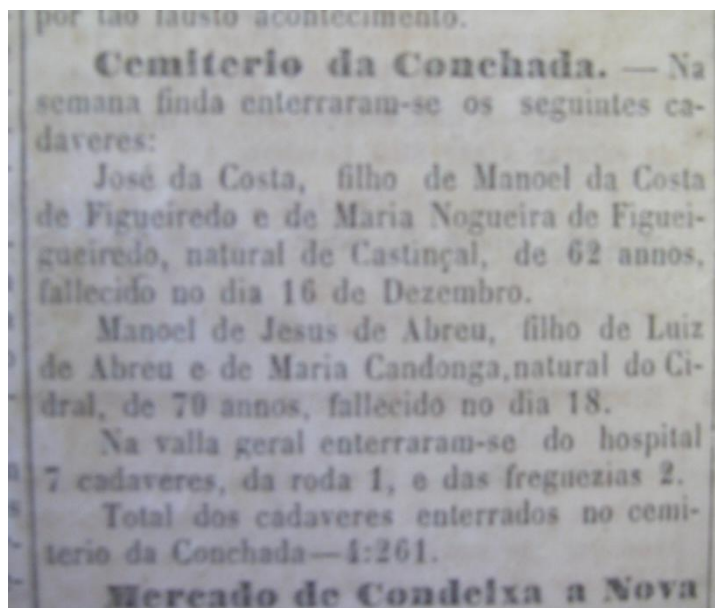 por tão fausto acontecimento.
Cemiterio da Conchada. — Na
semana finda enterraram-se os seguintes ca-
daveres:
José da Costa, filho de Manoel da Costa
de Figueiredo e de Maria Nogueira de Figuei-
gueiredo, natural de Castinçal, de 62 annos,
fallecido no dia 16 de Dezembro.
Manoel de Jesus de Abreu, filho de Luiz
de Abreu e de Maria Candonga,natural do Ci-
dral, de 70 annos, fallecido no dia 18.
Na valla geral enterraram-se do hospital
7 cadaveres, da roda 1, e das freguezias 2.
Total dos cadaveres enterrados no cemi-
terio da Conchada—4:261.
Mercado de Condeixa a Nova